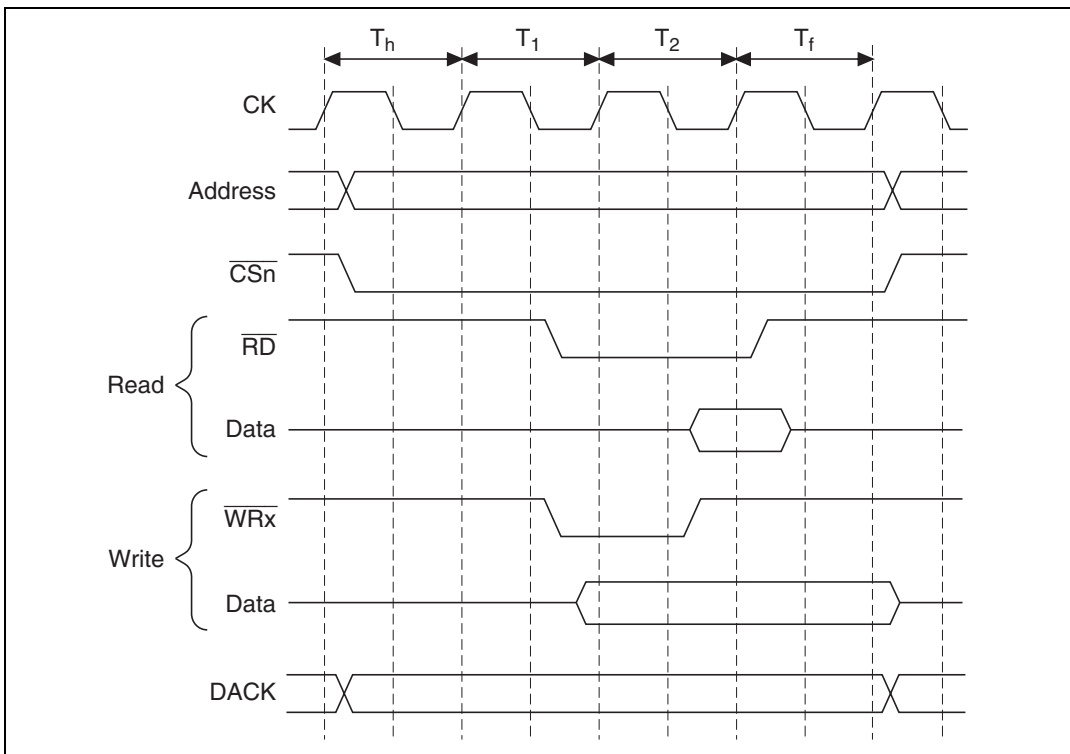 Th T1 T2 Tf
CK
Address
CSn
RD
Read
Data
WRx
Write
Data
DACK